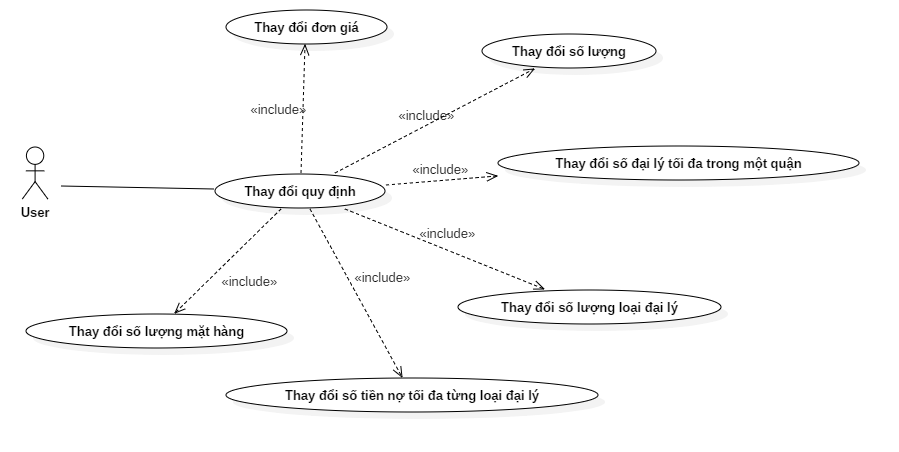 Thay đổi đơn giá
Thay đổi số lượng
«include»
«include»
Thay đổi số đại lý tối đa trong một quận
«include»
Thay đổi quy định
User
«include»
«include»
«include»
Thay đổi số lượng loại đại lý
Thay đổi số lượng mặt hàng
Thay đổi số tiền nợ tối đa từng loại đại lý